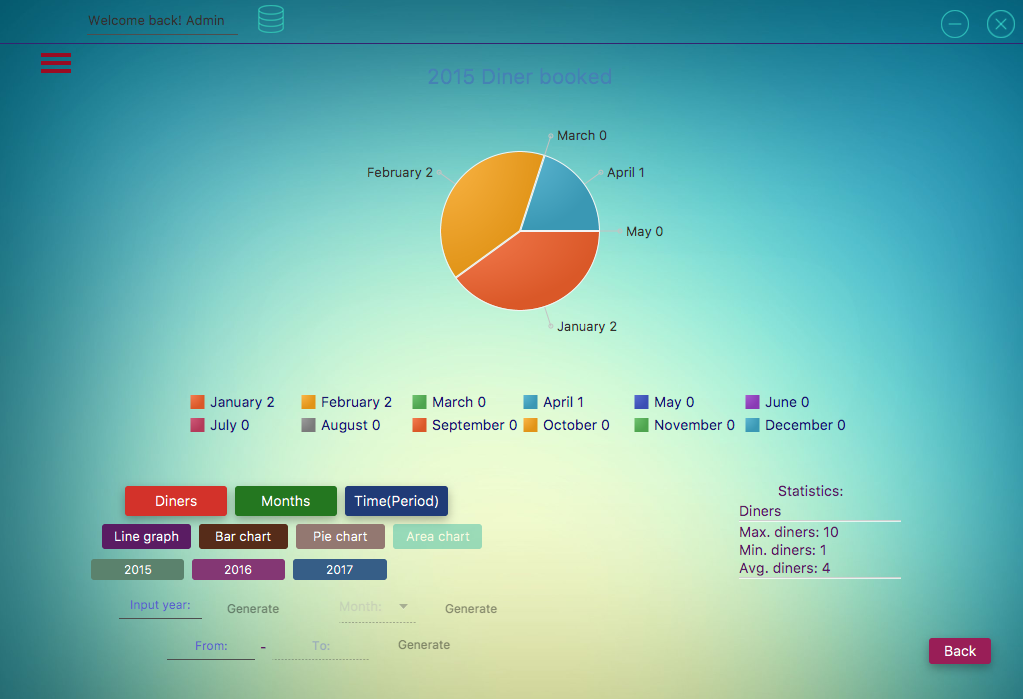 Welcome back! Admin
2015 Diner booked
March 0
February 2
April 1
May 0
January 2
January 2 February 2 March 0 April 1 May 0 June 0
July 0 August 0 September 0 October 0 November 0 December 0
Diners Months Time(Period)
Line graph Bar chart Pie chart Area chart
2015 2016 2017
Input year: Generate Month: Generate
From: - To: Generate
Statistics:
Diners
Max. diners: 10
Min. diners: 1
Avg. diners: 4
Back